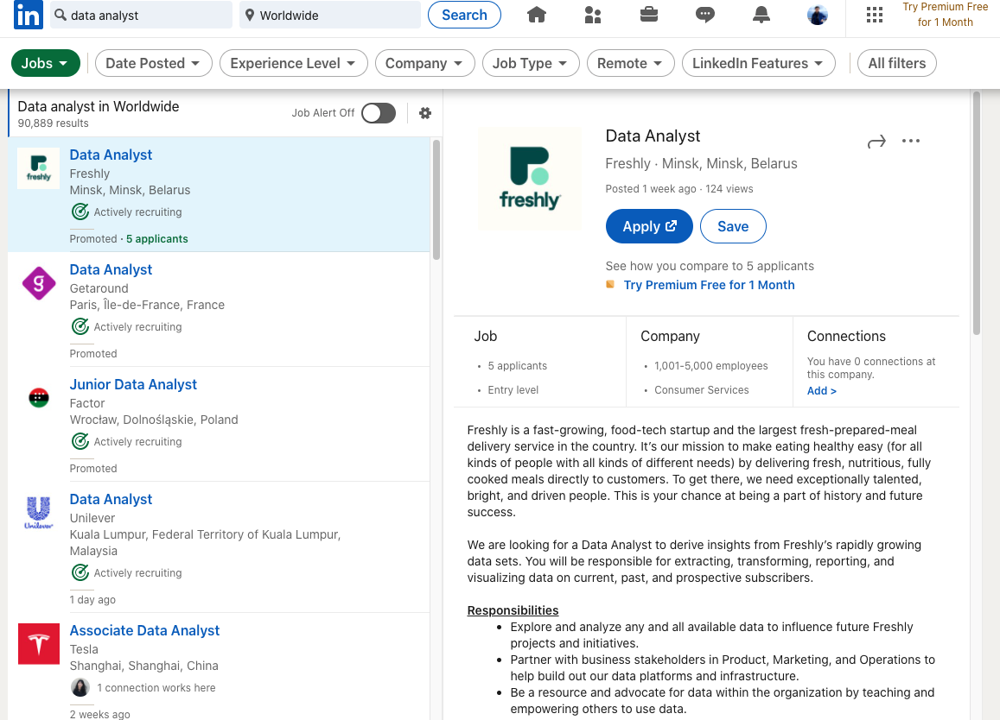 in
data analyst
Worldwide
Search
Try Premium Free
for 1 Month
Jobs
Date Posted
Experience Level
Company
Job Type
Remote
LinkedIn Features
All filters
Data analyst in Worldwide
90,889 results
Job Alert Off
freshly
Data Analyst
Freshly
Minsk, Minsk, Belarus
Actively recruiting
Promoted · 5 applicants
g
Data Analyst
Getaround
Paris, Île-de-France, France
Actively recruiting
Promoted
Junior Data Analyst
Factor
Wrocław, Dolnośląskie, Poland
Actively recruiting
Promoted
Unilever
Data Analyst
Unilever
Kuala Lumpur, Federal Territory of Kuala Lumpur,
Malaysia
Actively recruiting
1 day ago
Associate Data Analyst
Tesla
Shanghai, Shanghai, China
1 connection works here
2 weeks ago
freshly
Data Analyst
Freshly · Minsk, Minsk, Belarus
Posted 1 week ago · 124 views
Apply
Save
See how you compare to 5 applicants
Try Premium Free for 1 Month
Job
• 5 applicants
• Entry level
Company
• 1,001-5,000 employees
• Consumer Services
Connections
You have 0 connections at
this company.
Add >
Freshly is a fast-growing, food-tech startup and the largest fresh-prepared-meal
delivery service in the country. It’s our mission to make eating healthy easy (for all
kinds of people with all kinds of different needs) by delivering fresh, nutritious, fully
cooked meals directly to customers. To get there, we need exceptionally talented,
bright, and driven people. This is your chance at being a part of history and future
success.
We are looking for a Data Analyst to derive insights from Freshly’s rapidly growing
data sets. You will be responsible for extracting, transforming, reporting, and
visualizing data on current, past, and prospective subscribers.
Responsibilities
• Explore and analyze any and all available data to influence future Freshly
projects and initiatives.
• Partner with business stakeholders in Product, Marketing, and Operations to
help build out our data platforms and infrastructure.
• Be a resource and advocate for data within the organization by teaching and
empowering others to use data.